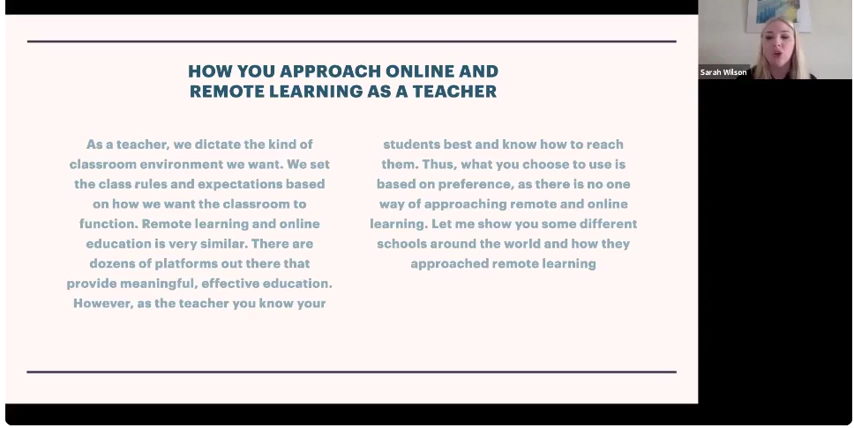 HOW YOU APPROACH ONLINE AND
REMOTE LEARNING AS A TEACHER
As a teacher, we dictate the kind of
classroom environment we want. We set
the class rules and expectations based
on how we want the classroom to
function. Remote learning and online
education is very similar. There are
dozens of platforms out there that
provide meaningful, effective education.
However, as the teacher you know your
students best and know how to reach
them. Thus, what you choose to use is
based on preference, as there is no one
way of approaching remote and online
learning. Let me show you some different
schools around the world and how they
approached remote learning
Sarah Wilson